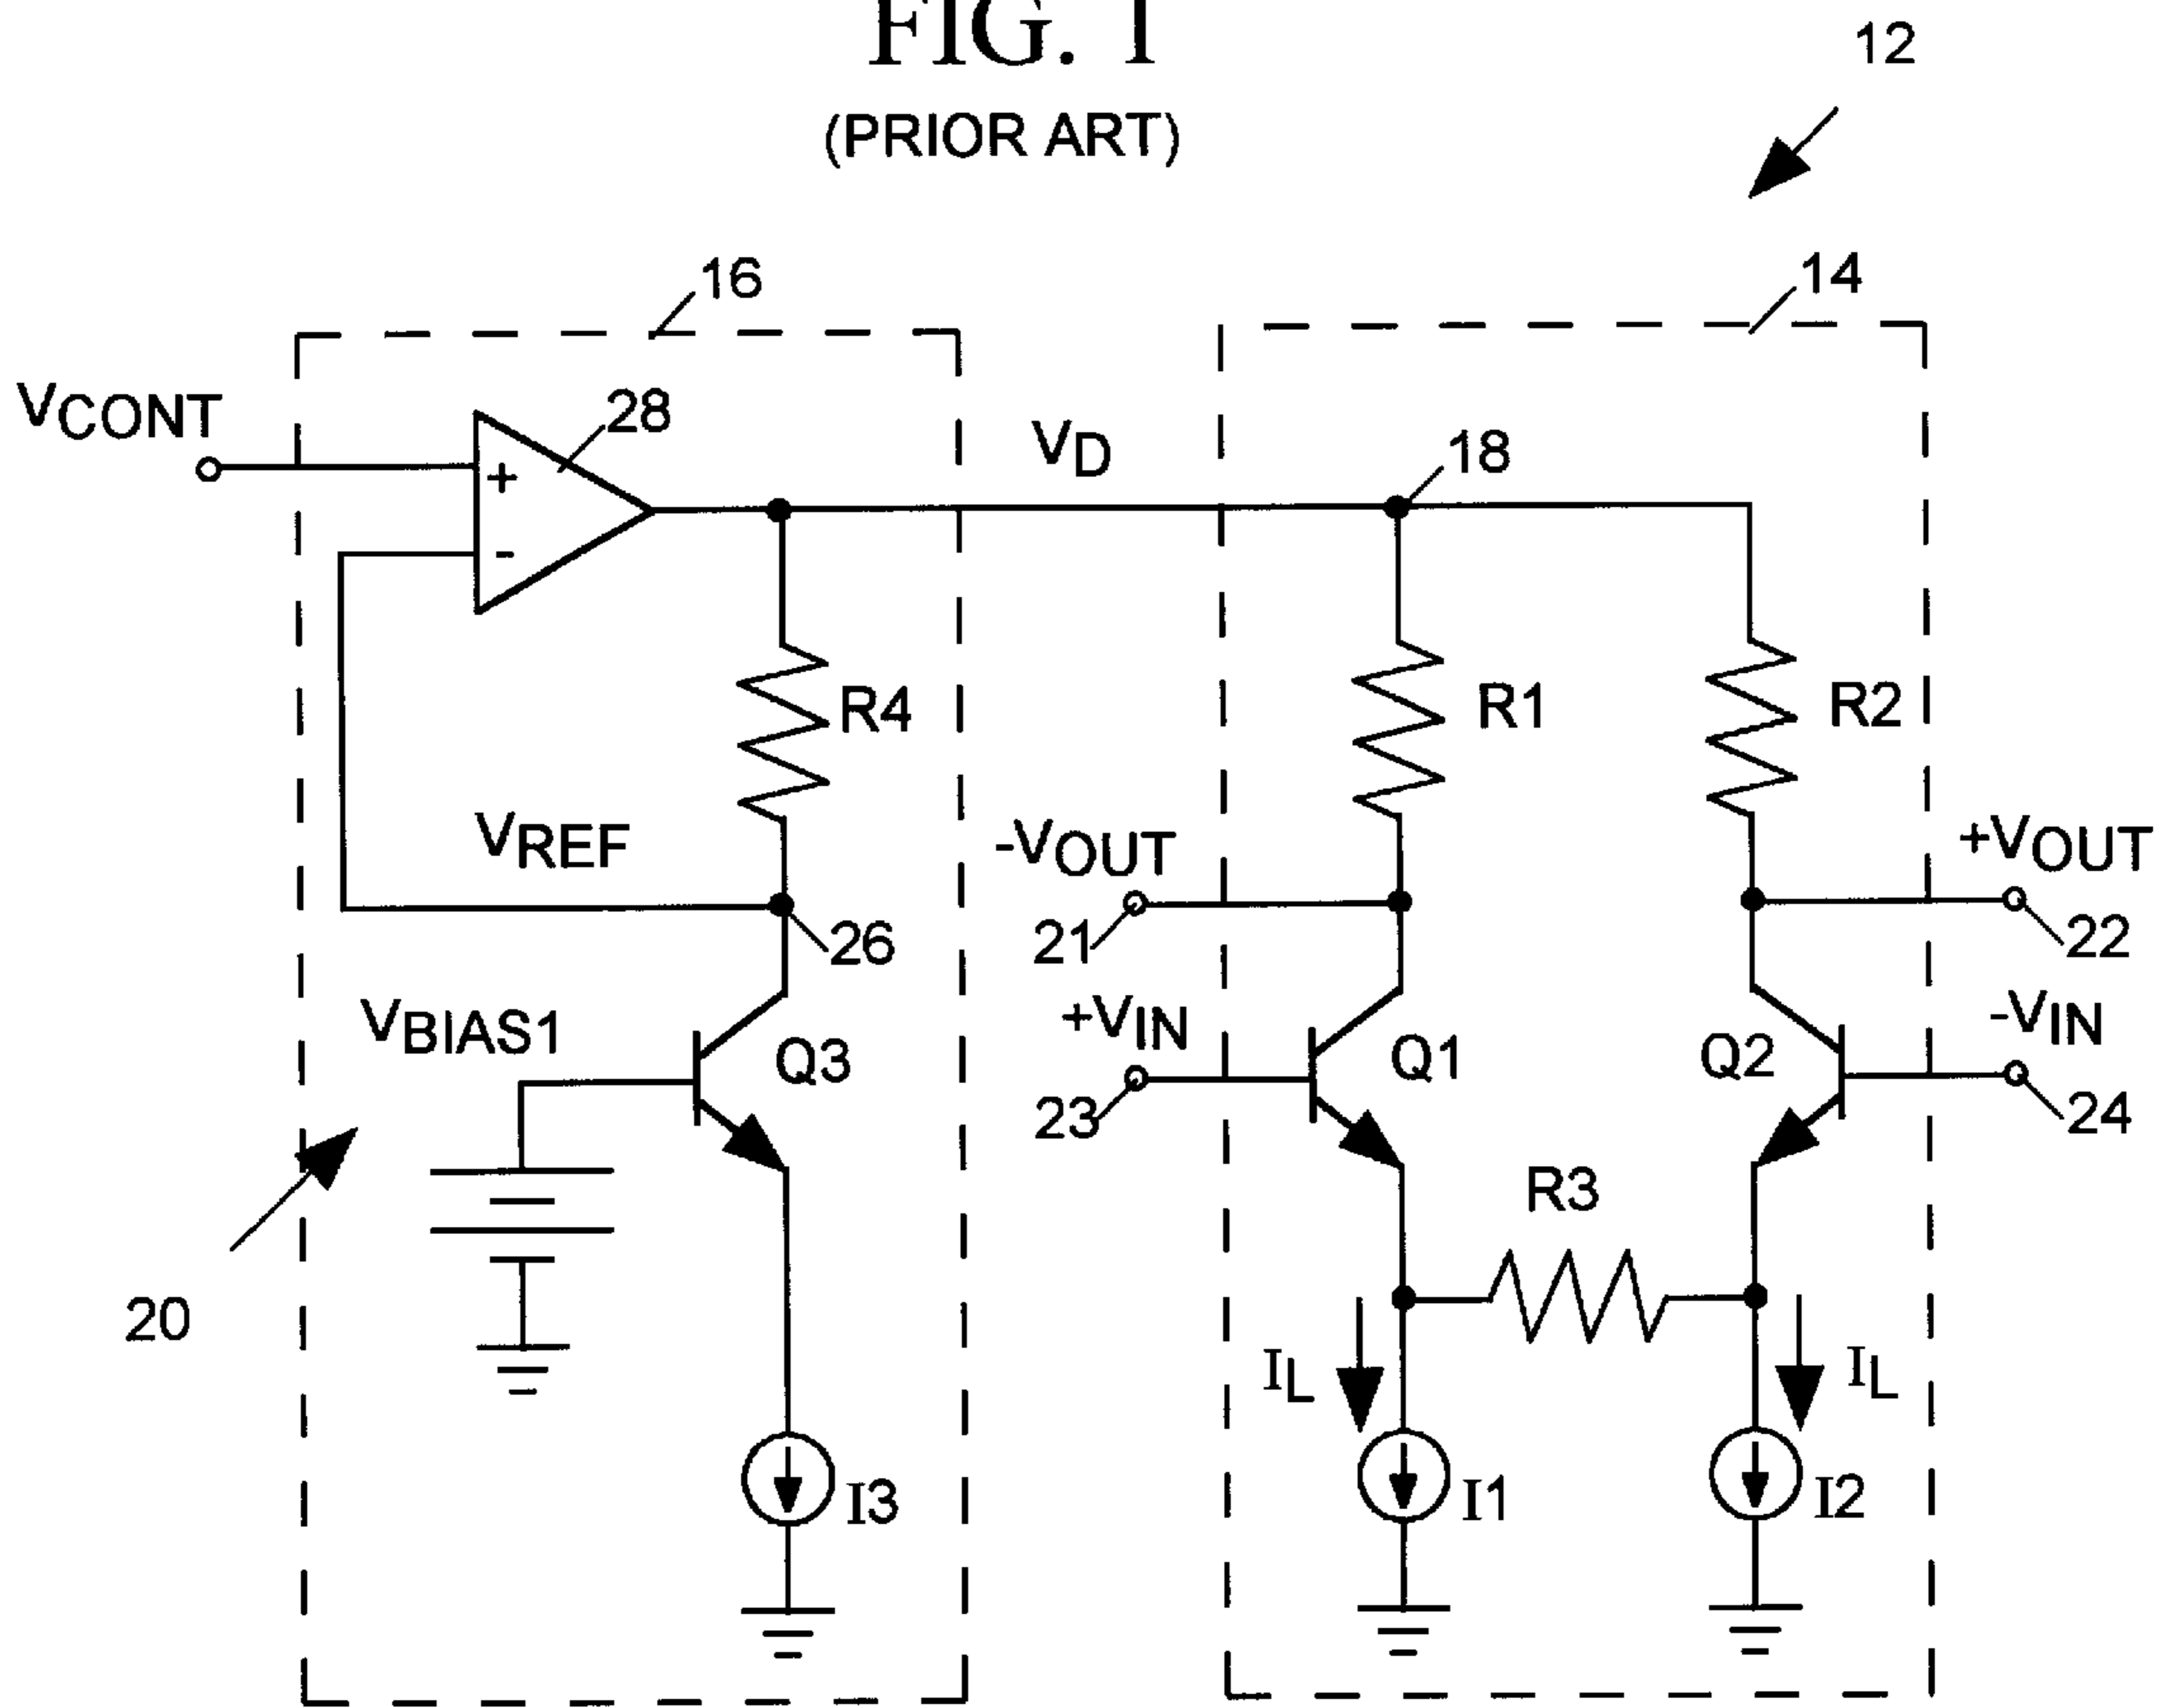 FIG. 1
(PRIOR ART)
12
16
14
VCONT
28
VD
18
+
-
R4
R1
R2
VREF
-VOUT
+VOUT
26
21
22
VBIAS1
+VIN
-VIN
Q3
Q1
Q2
23
24
R3
20
IL
IL
I3
I1
I2